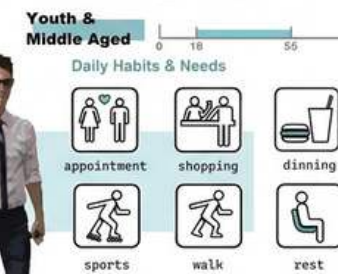 Youth &
Middle Aged
0 18 55
Daily Habits & Needs
appointment shopping dinning
sports walk rest